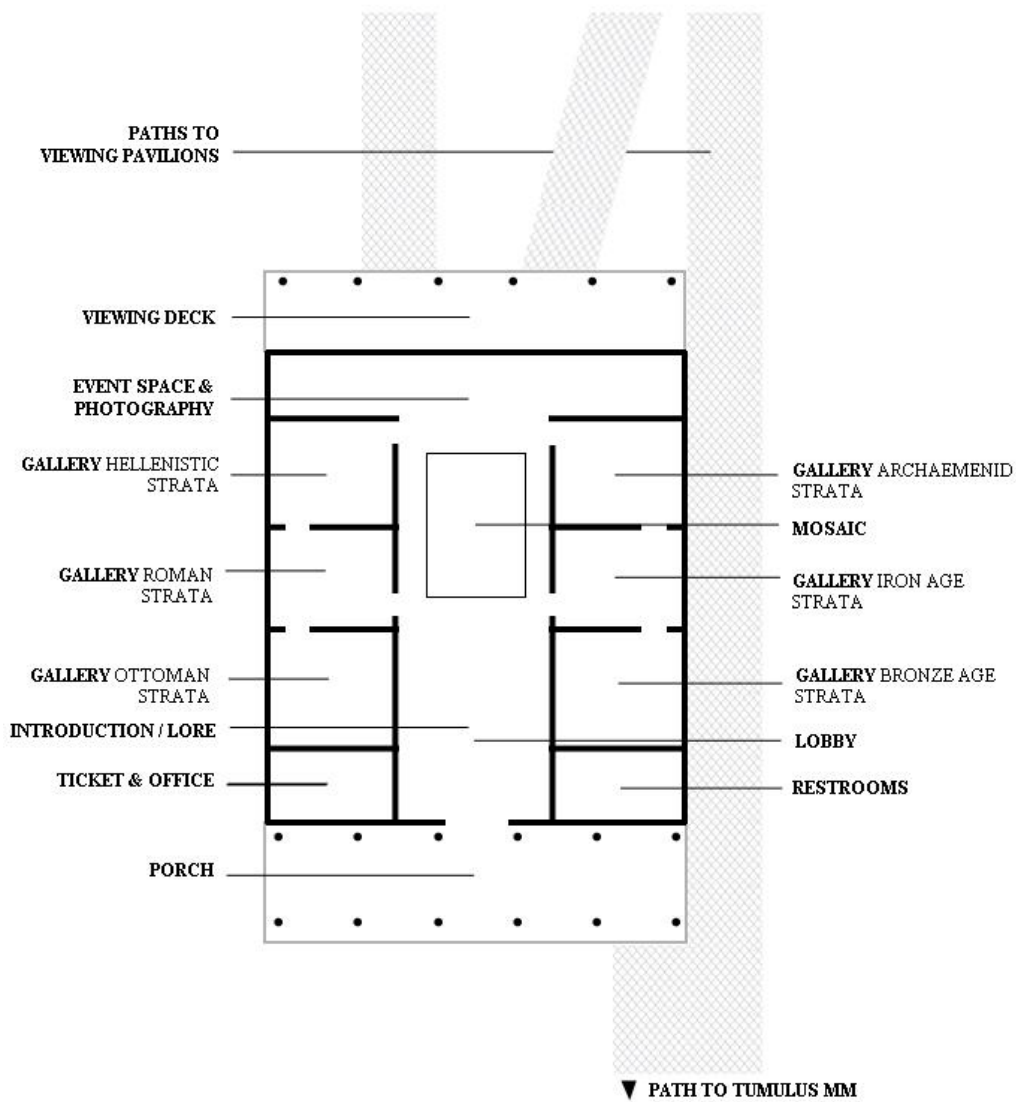 PATHS TO
VIEWING PAVILIONS
VIEWING DECK
EVENT SPACE &
PHOTOGRAPHY
GALLERY HELLENISTIC
STRATA
GALLERY ARCHAEMENID
STRATA
MOSAIC
GALLERY ROMAN
STRATA
GALLERY IRON AGE
STRATA
GALLERY OTTOMAN
STRATA
GALLERY BRONZE AGE
STRATA
INTRODUCTION / LORE
LOBBY
TICKET & OFFICE
RESTROOMS
PORCH
PATH TO TUMULUS MM